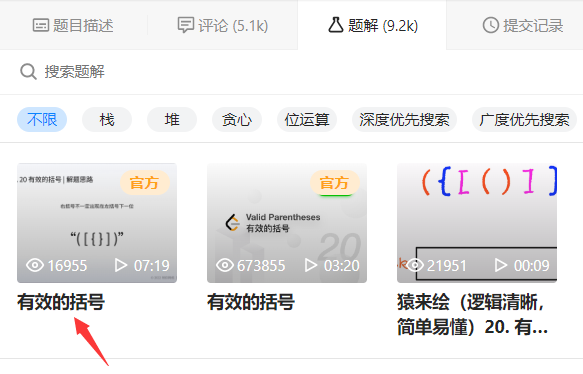 题目描述
评论 (5.1k)
题解 (9.2k)
提交记录
搜索题解
不限
栈
堆
贪心
位运算
深度优先搜索
广度优先搜索
20 有效的括号 | 解题思路
官方
“( [ { } ] )”
16955
07:19
官方
Valid Parentheses
有效的括号
20
673855
03:20
( { [ ( ) ] }
21951
00:09
有效的括号
有效的括号
猿来绘（逻辑清晰，
简单易懂）20. 有...